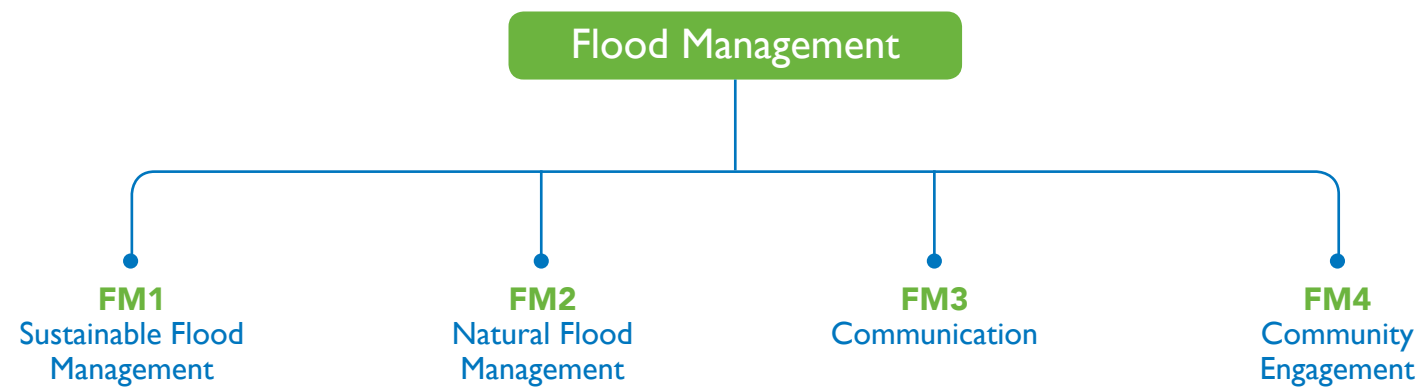 Flood Management
FM1
Sustainable Flood
Management
FM2
Natural Flood
Management
FM3
Communication
FM4
Community
Engagement